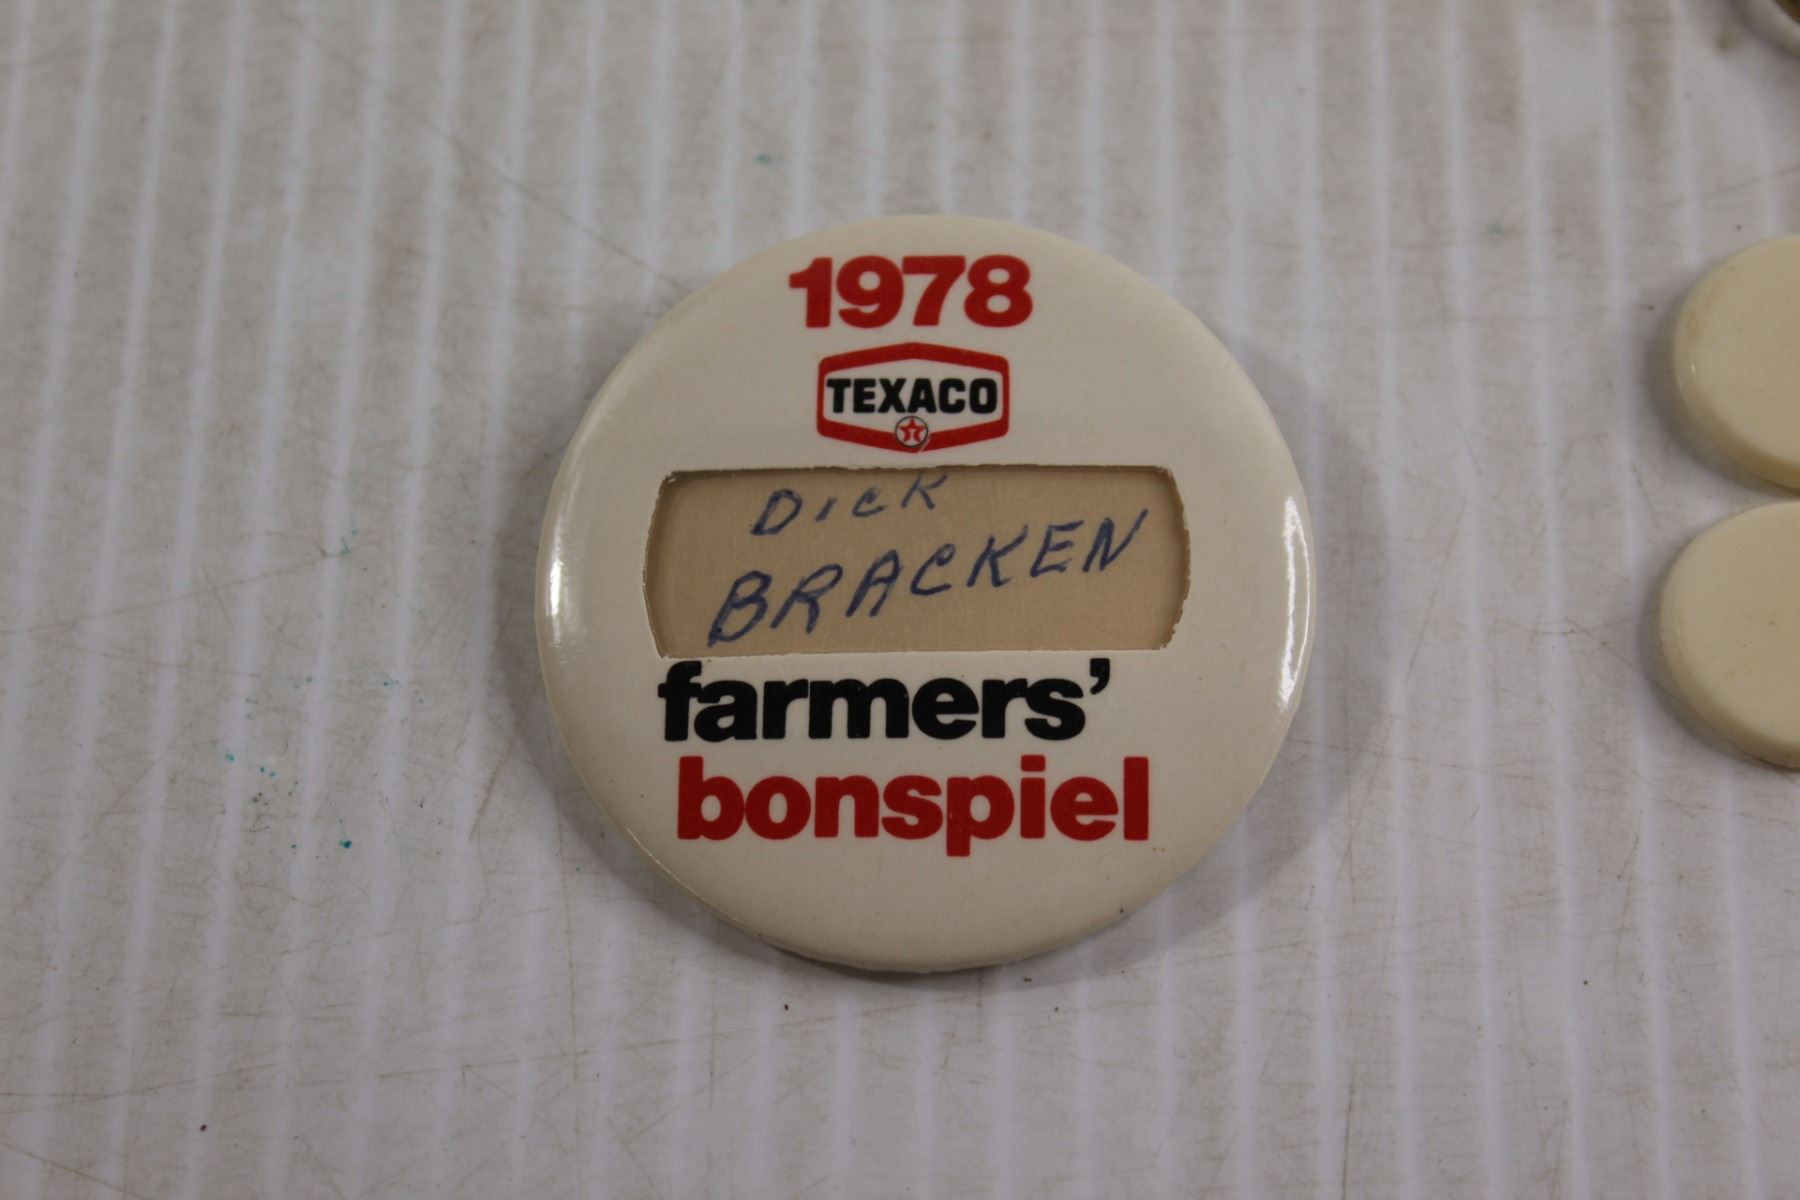 1978
TEXACO
DICK
BRACKEN
farmers'
bonspiel